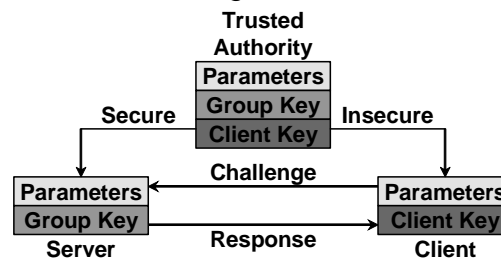 Trusted
Authority
Parameters
Group Key
Client Key
Secure
Insecure
Challenge
Parameters
Group Key
Server
Response
Parameters
Client Key
Client